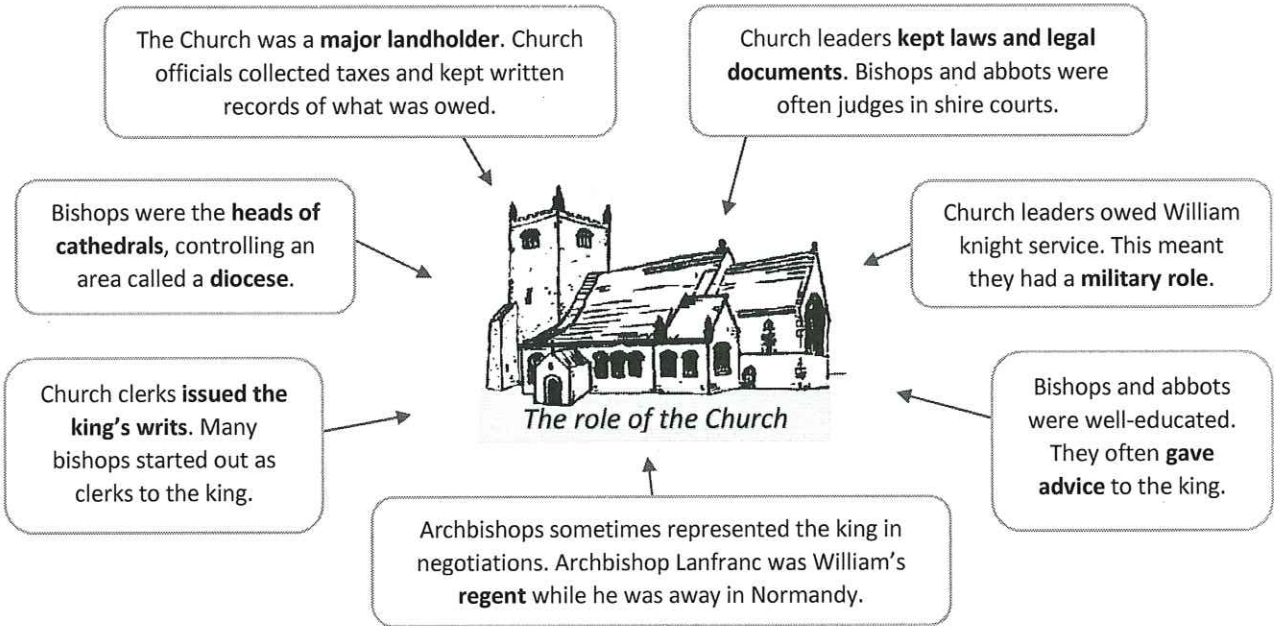 The Church was a major landholder. Church
officials collected taxes and kept written
records of what was owed.
Church leaders kept laws and legal
documents. Bishops and abbots were
often judges in shire courts.
Bishops were the heads of
cathedrals, controlling an
area called a diocese.
Church leaders owed William
knight service. This meant
they had a military role.
Church clerks issued the
king's writs. Many
bishops started out as
clerks to the king.
The role of the Church
Bishops and abbots
were well-educated.
They often gave
advice to the king.
Archbishops sometimes represented the king in
negotiations. Archbishop Lanfranc was William's
regent while he was away in Normandy.